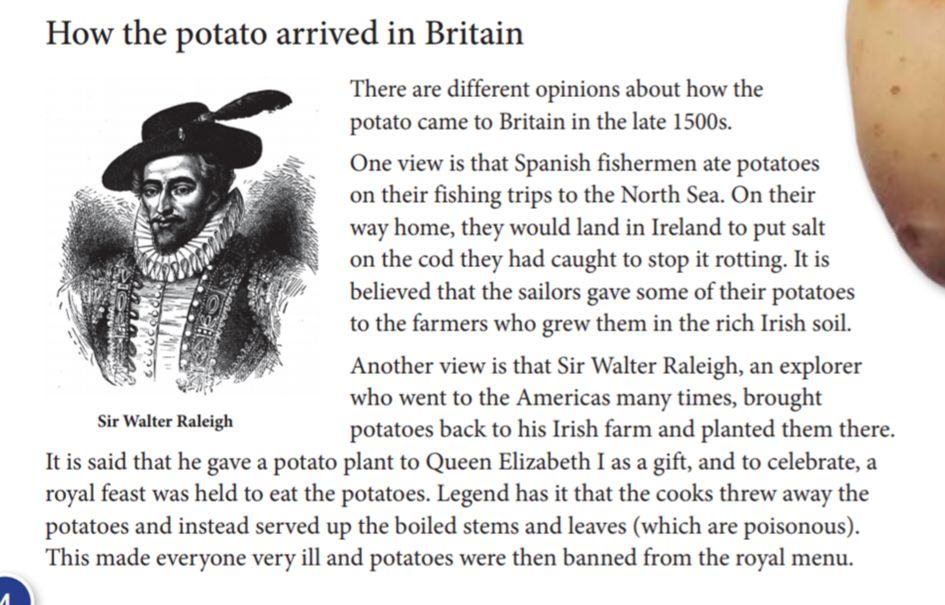 How the potato arrived in Britain
There are different opinions about how the
potato came to Britain in the late 1500s.
One view is that Spanish fishermen ate potatoes
on their fishing trips to the North Sea. On their
way home, they would land in Ireland to put salt
on the cod they had caught to stop it rotting. It is
believed that the sailors gave some of their potatoes
to the farmers who grew them in the rich Irish soil.
Another view is that Sir Walter Raleigh, an explorer
who went to the Americas many times, brought
potatoes back to his Irish farm and planted them there.
Sir Walter Raleigh
It is said that he gave a potato plant to Queen Elizabeth I as a gift, and to celebrate, a
royal feast was held to eat the potatoes. Legend has it that the cooks threw away the
potatoes and instead served up the boiled stems and leaves (which are poisonous).
This made everyone very ill and potatoes were then banned from the royal menu.